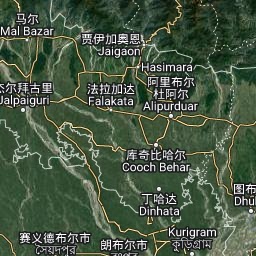 马尔
Mal Bazar
贾伊加奥恩
Jaigaon
Hasimara
杰尔拜古里
Jalpaiguri
法拉加达
Falakata
阿里布尔
杜阿尔
Alipurduar
库奇比哈尔
Cooch Behar
丁哈达
Dinhata
图布
Dhu
赛义德布尔市
সৈয়দপুর
朗布尔市
Kurigram
কুড়িগ্রাম